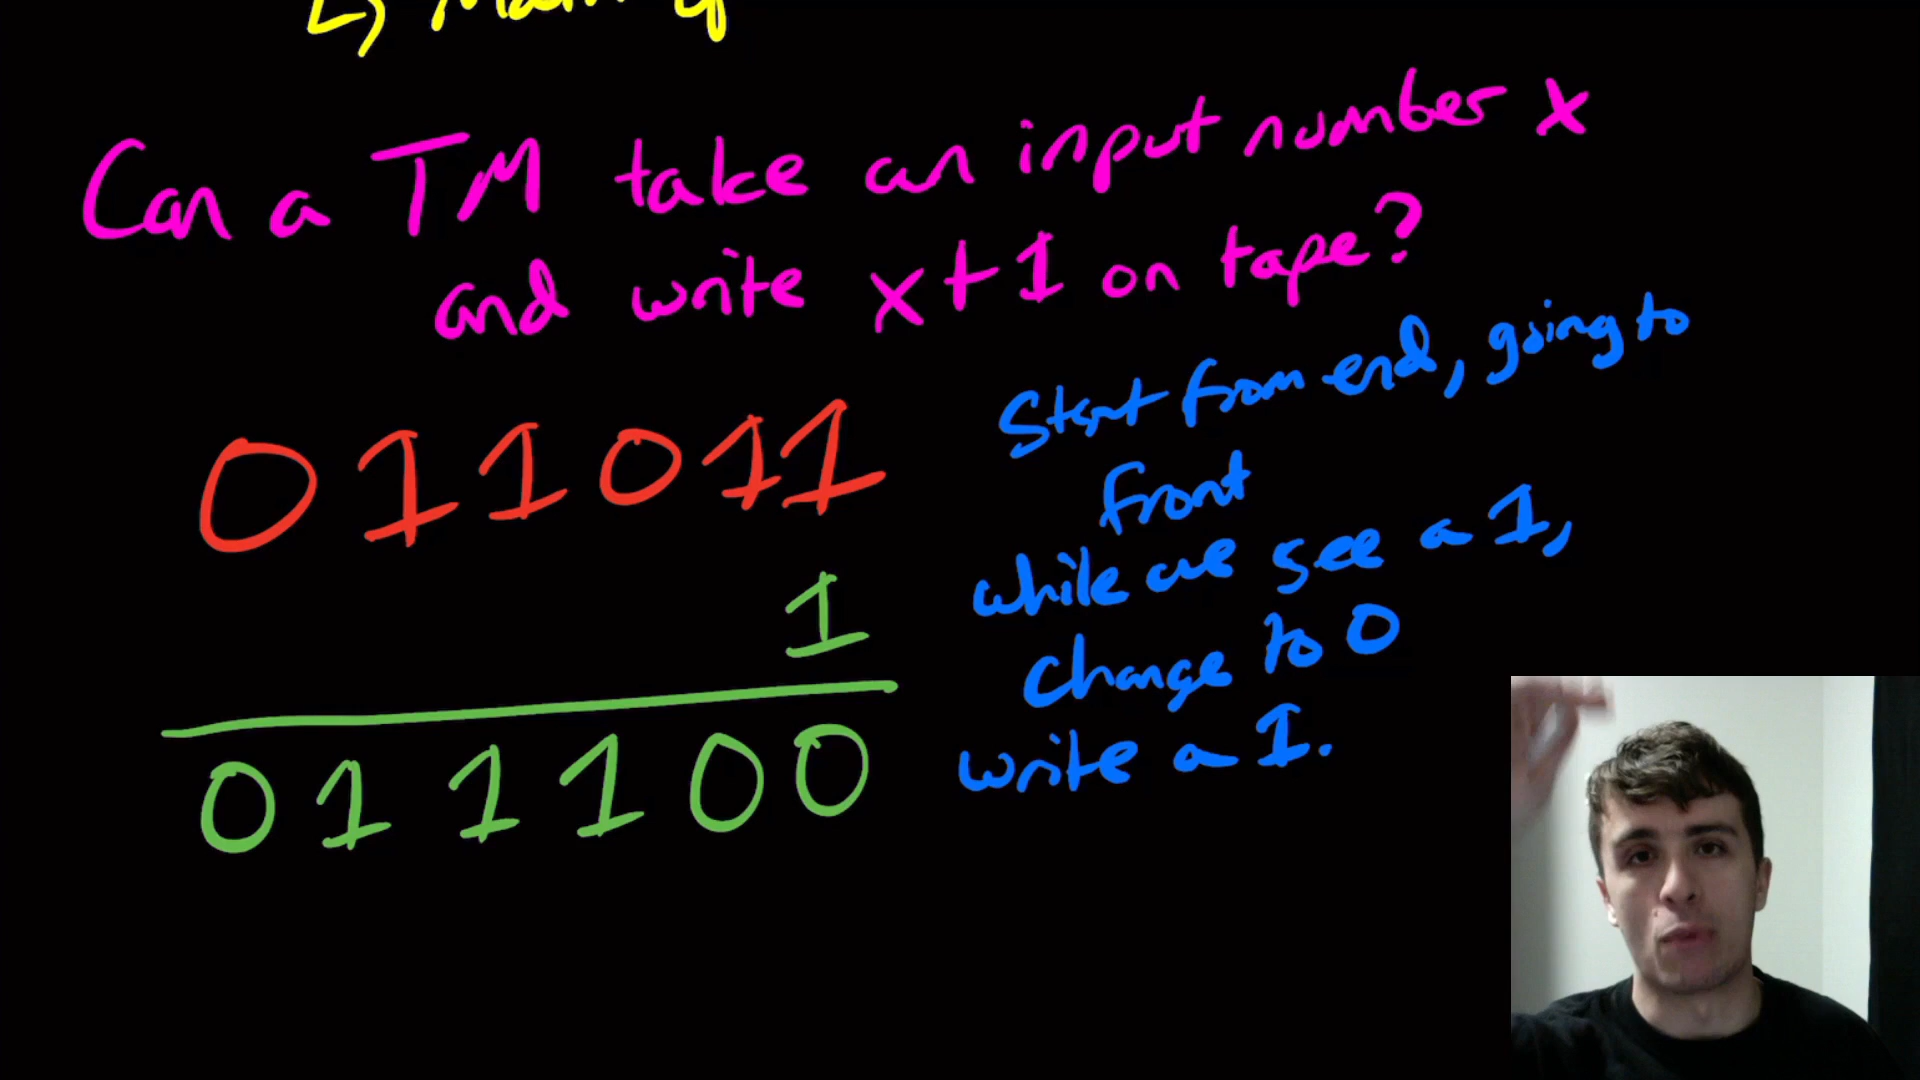 Can a TM take an input number x
and write x+1 on tape?
011011
1
011100
Start from end, going to
front
while we see a 1,
change to 0
write a 1.